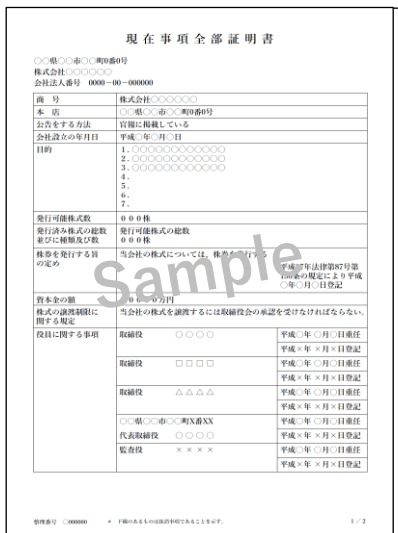 現在事項全部証明書
○○県○○市○○町0番0号
株式会社○○○○○○
会社法人番号 0000-00-000000
商 号 株式会社○○○○○○
本 店 ○○県○○市○○町0番0号
公告をする方法 官報に掲載している
会社設立の年月日 平成○年○月○日
目的 1.○○○○○○○○○○○○
2.○○○○○○○○○○○○
3.○○○○○○○○○○○○
4.
5.
6.
7.
発行可能株式数 000株
発行済み株式の総数 発行可能株式の総数
並びに種類及び数 000株
株券を発行する旨 当会社の株式については、株券を発行する
の定め 平成17年法律第87号第
136条の規定により平成
○年○月○日登記
Sample
資本金の額 0000万円
株式の譲渡制限に 当会社の株式を譲渡するには取締役会の承認を受けなければならない。
関する規定
役員に関する事項 取締役 ○○○○ 平成○年 ○月○日重任
平成×年 ×月×日登記
取締役 □□□□ 平成○年 ○月○日重任
平成×年 ×月×日登記
取締役 △△△△ 平成○年 ○月○日重任
平成×年 ×月×日登記
○○県○○市○○町X番XX 平成○年 ○月○日重任
代表取締役 ○○○○ 平成×年 ×月×日登記
監査役 ×××× 平成○年 ○月○日重任
平成×年 ×月×日登記
整理番号 ○000000 * 下線のあるものは抹消事項であることを示す。 1/2